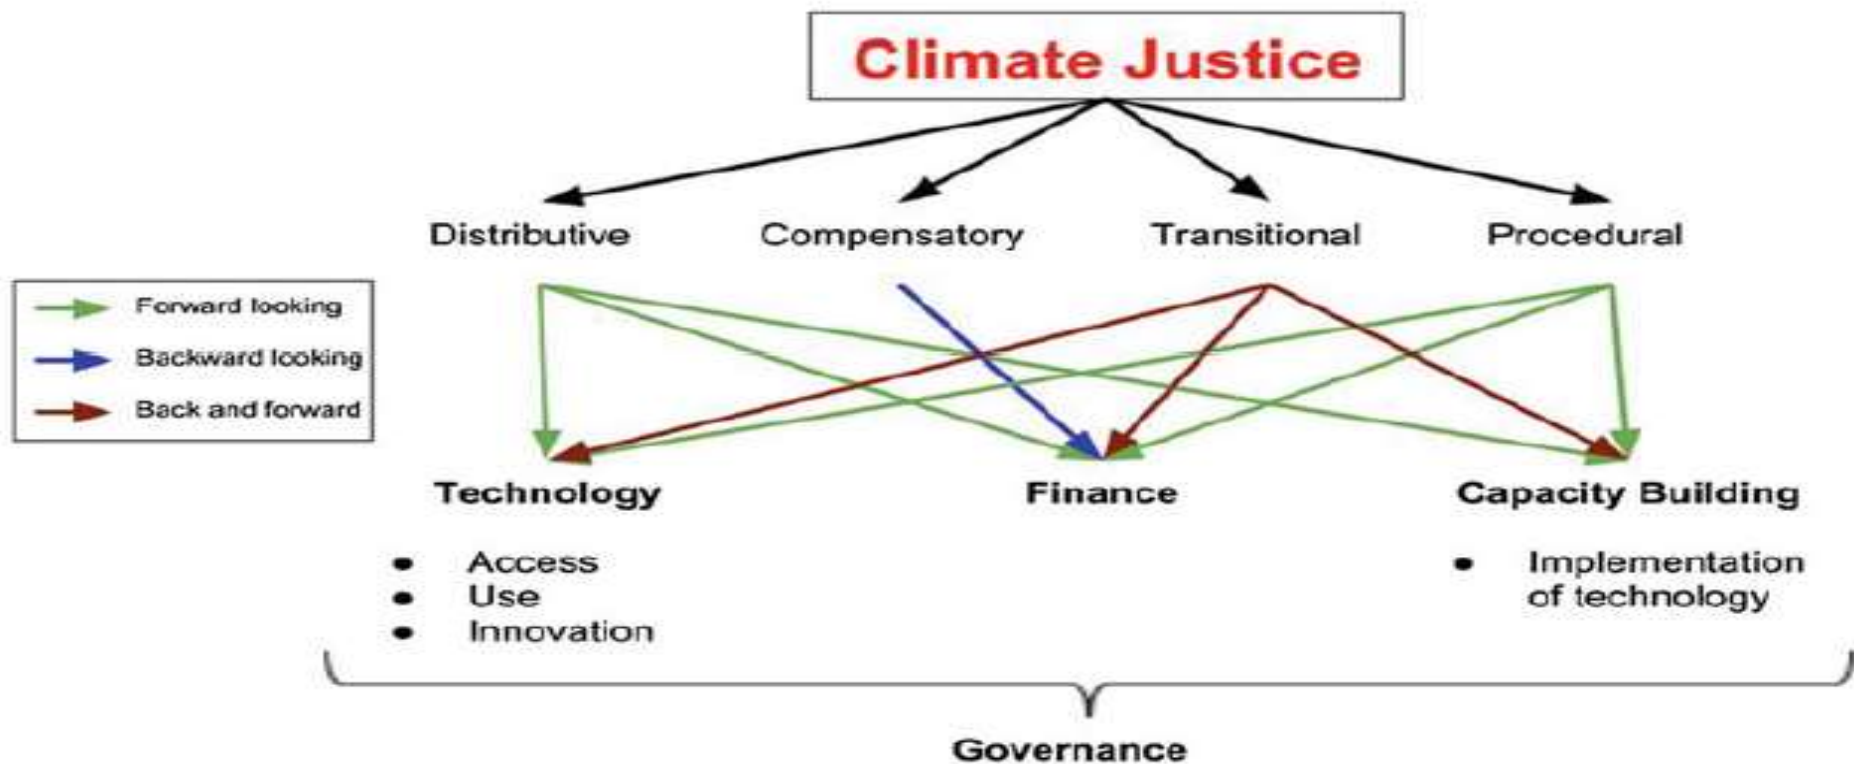 Climate Justice
Distributive
Compensatory
Transitional
Procedural
Forward looking
Backward looking
Back and forward
Technology
Finance
Capacity Building
• Access
• Use
• Innovation
• Implementation
of technology
Governance